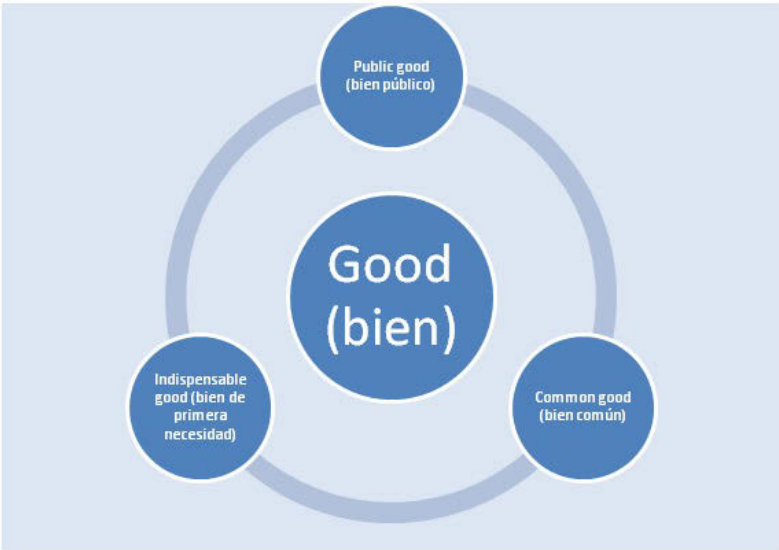 Public good
(bien público)
Good
(bien)
Indispensable
good (bien de
primera
necesidad)
Common good
(bien común)